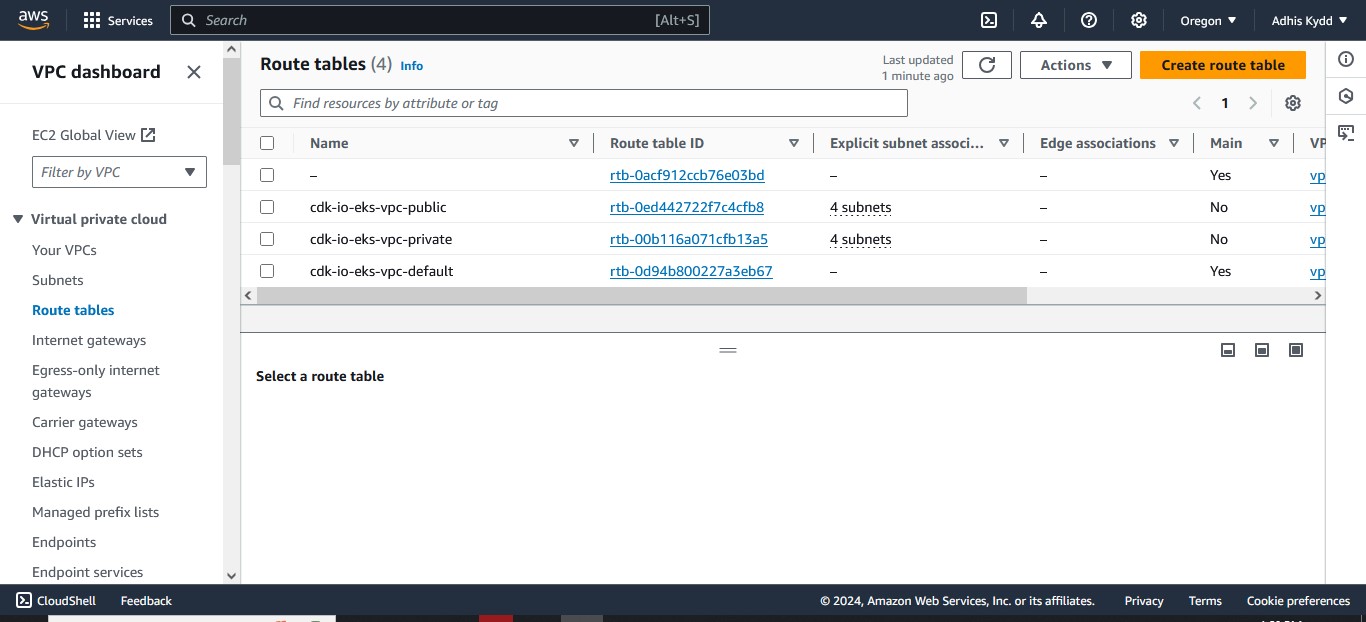 aws
Services
Search
[Alt+S]
Oregon
Adhis Kydd
VPC dashboard
EC2 Global View
Filter by VPC
Virtual private cloud
Your VPCs
Subnets
Route tables
Internet gateways
Egress-only internet
gateways
Carrier gateways
DHCP option sets
Elastic IPs
Managed prefix lists
Endpoints
Endpoint services
Route tables (4) Info
Last updated
1 minute ago
Actions
Create route table
Find resources by attribute or tag
1
Name Route table ID Explicit subnet associ... Edge associations Main VP
– rtb-0acf912ccb76e03bd – – Yes vp
cdk-io-eks-vpc-public rtb-0ed442722f7c4cfb8 4 subnets – No vp
cdk-io-eks-vpc-private rtb-00b116a071cfb13a5 4 subnets – No vp
cdk-io-eks-vpc-default rtb-0d94b800227a3eb67 – – Yes vp
Select a route table
CloudShell Feedback © 2024, Amazon Web Services, Inc. or its affiliates. Privacy Terms Cookie preferences